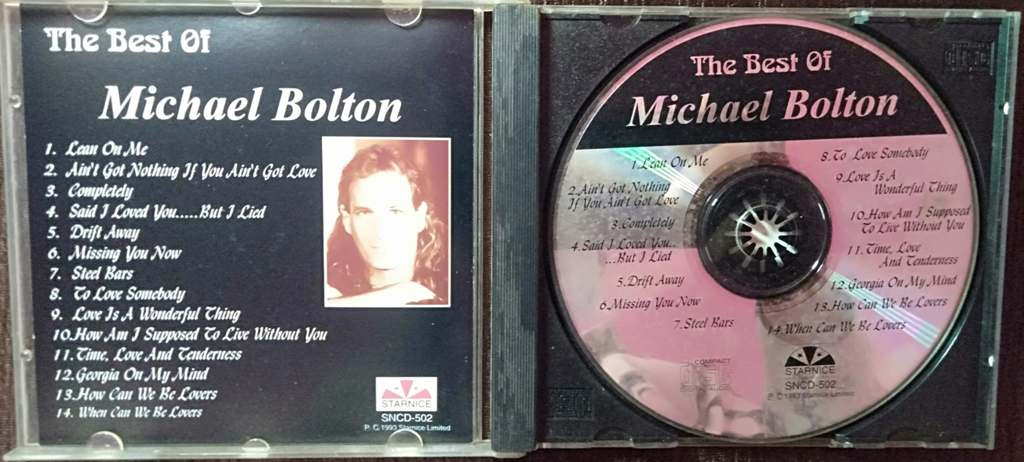 The Best Of
Michael Bolton
1. Lean On Me
2. Ain't Got Nothing If You Ain't Got Love
3. Completely
4. Said I Loved You.....But I Lied
5. Drift Away
6. Missing You Now
7. Steel Bars
8. To Love Somebody
9. Love Is A Wonderful Thing
10.How Am I Supposed To Live Without You
11.Time, Love And Tenderness
12.Georgia On My Mind
13.How Can We Be Lovers
14. When Can We Be Lovers
STARNICE
SNCD-502
P. C 1993 Starnice Limited
The Best Of
Michael Bolton
1.Lean On Me
2.Ain't Got Nothing
If You Ain't Got Love
3.Completely
4.Said I Loved You..
...But I Lied
5.Drift Away
6.Missing You Now
7.Steel Bars
8.To Love Somebody
9.Love Is A
Wonderful Thing
10.How Am I Supposed
To Live Without You
11.Time, Love
And Tenderness
12.Georgia On My Mind
13.How Can We Be Lovers
14.When Can We Be Lovers
COMPACT
STARNICE
SNCD-502
P. C 1993 Starnice Limited